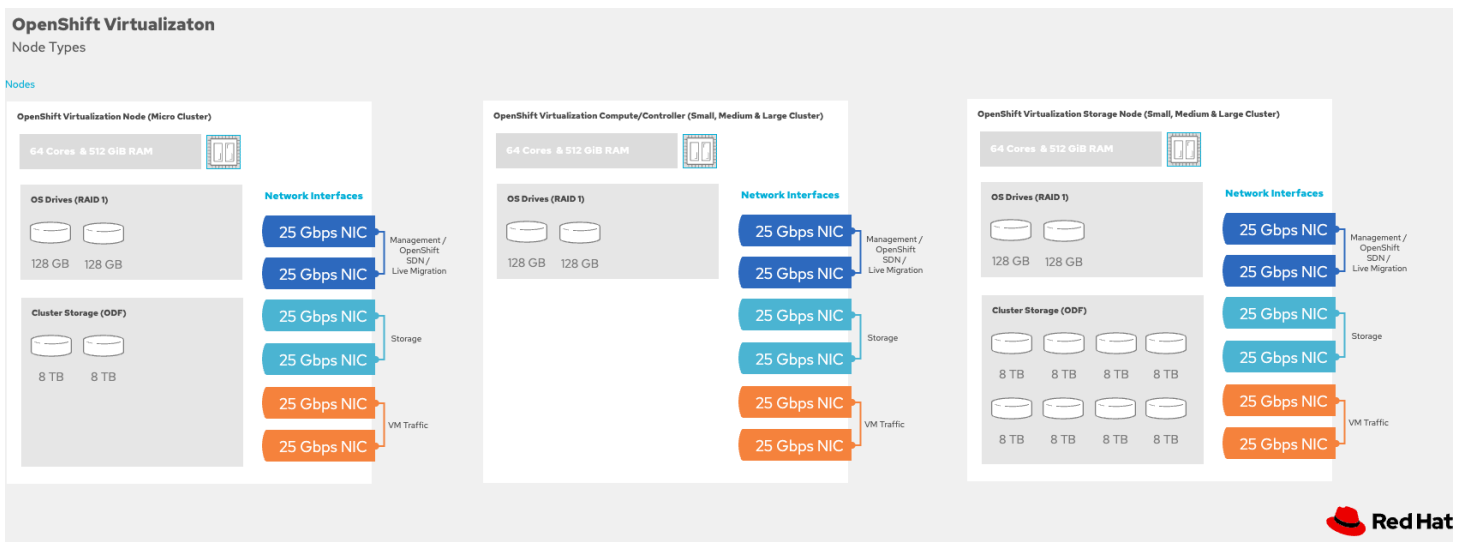 OpenShift Virtualizaton
Node Types
Nodes
OpenShift Virtualization Node (Micro Cluster)
64 Cores & 512 GiB RAM
OS Drives (RAID 1)
128 GB 128 GB
Cluster Storage (ODF)
8 TB 8 TB
Network Interfaces
25 Gbps NIC
25 Gbps NIC
Management /
OpenShift
SDN /
Live Migration
25 Gbps NIC
25 Gbps NIC
Storage
25 Gbps NIC
25 Gbps NIC
VM Traffic
OpenShift Virtualization Compute/Controller (Small, Medium & Large Cluster)
64 Cores & 512 GiB RAM
OS Drives (RAID 1)
128 GB 128 GB
Network Interfaces
25 Gbps NIC
25 Gbps NIC
Management /
OpenShift
SDN /
Live Migration
25 Gbps NIC
25 Gbps NIC
Storage
25 Gbps NIC
25 Gbps NIC
VM Traffic
OpenShift Virtualization Storage Node (Small, Medium & Large Cluster)
64 Cores & 512 GiB RAM
OS Drives (RAID 1)
128 GB 128 GB
Cluster Storage (ODF)
8 TB 8 TB 8 TB 8 TB
8 TB 8 TB 8 TB 8 TB
Network Interfaces
25 Gbps NIC
25 Gbps NIC
Management /
OpenShift
SDN /
Live Migration
25 Gbps NIC
25 Gbps NIC
Storage
25 Gbps NIC
25 Gbps NIC
VM Traffic
Red Hat